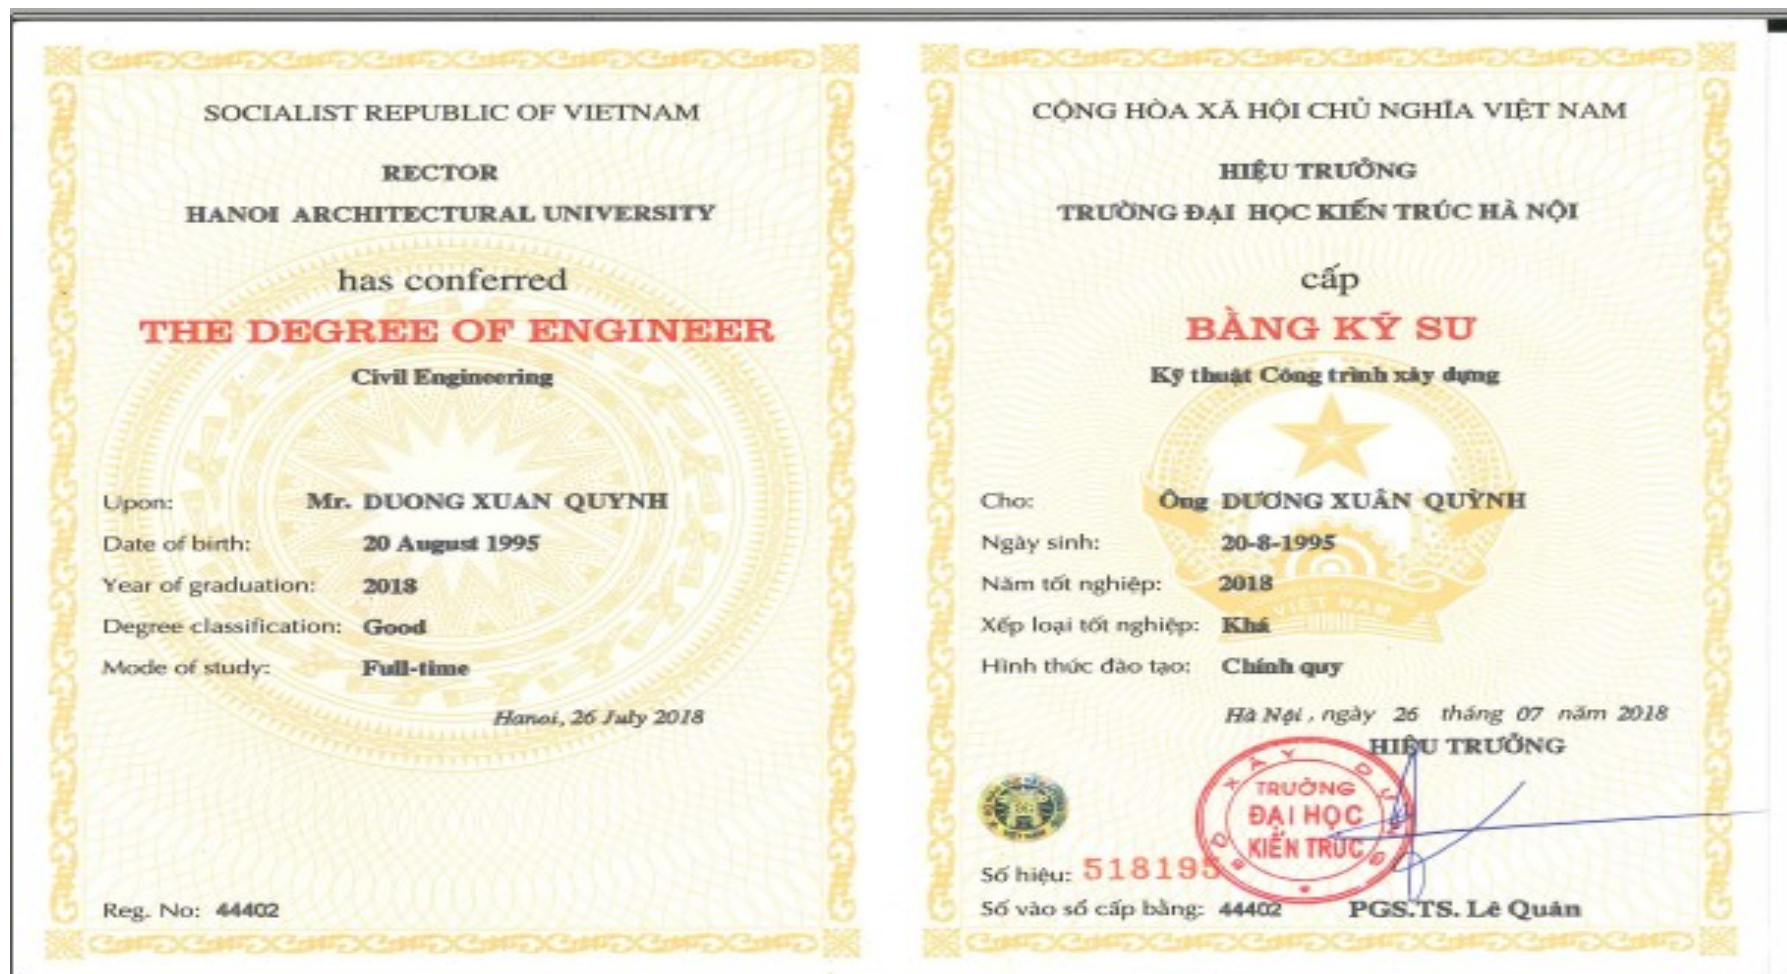 SOCIALIST REPUBLIC OF VIETNAM
RECTOR
HANOI ARCHITECTURAL UNIVERSITY
has conferred
THE DEGREE OF ENGINEER
Civil Engineering
Upon: Mr. DUONG XUAN QUYNH
Date of birth: 20 August 1995
Year of graduation: 2018
Degree classification: Good
Mode of study: Full-time
Hanoi, 26 July 2018
Reg. No: 44402
CỘNG HÒA XÃ HỘI CHỦ NGHĨA VIỆT NAM
HIỆU TRƯỞNG
TRƯỜNG ĐẠI HỌC KIẾN TRÚC HÀ NỘI
cấp
BẰNG KỸ SƯ
Kỹ thuật Công trình xây dựng
Cho: Ông DƯƠNG XUÂN QUỲNH
Ngày sinh: 20-8-1995
Năm tốt nghiệp: 2018
VIET NAM
Xếp loại tốt nghiệp: Khá
Hình thức đào tạo: Chính quy
Hà Nội, ngày 26 tháng 07 năm 2018
HIỆU TRƯỞNG
TRƯỜNG
ĐẠI HỌC
KIẾN TRÚC
Số hiệu: 518195
Số vào sổ cấp bằng: 44402
PGS.TS. Lê Quân